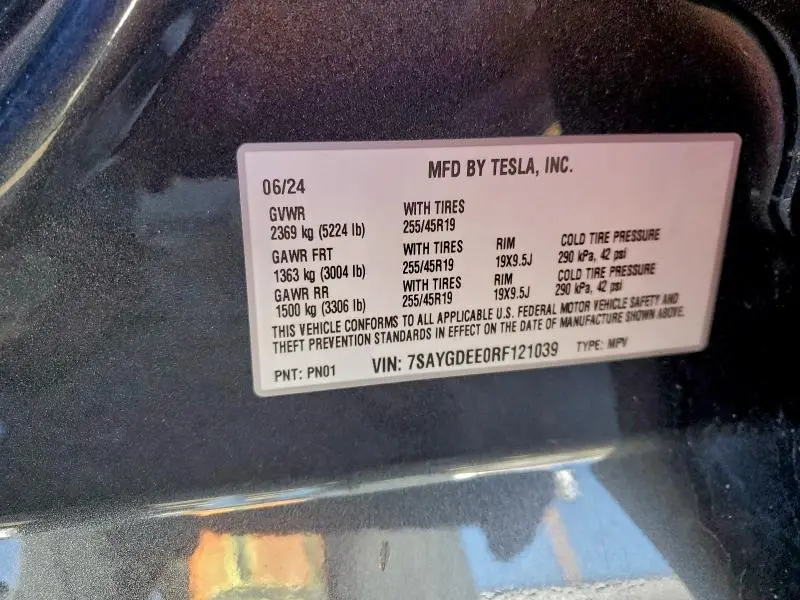 MFD BY TESLA, INC.
06/24
GVWR WITH TIRES
2369 kg (5224 lb) 255/45R19
GAWR FRT WITH TIRES RIM COLD TIRE PRESSURE
1363 kg (3004 lb) 255/45R19 19X9.5J 290 kPa, 42 psi
GAWR RR WITH TIRES RIM COLD TIRE PRESSURE
1500 kg (3306 lb) 255/45R19 19X9.5J 290 kPa, 42 psi
THIS VEHICLE CONFORMS TO ALL APPLICABLE U.S. FEDERAL MOTOR VEHICLE SAFETY AND
THEFT PREVENTION STANDARDS IN EFFECT ON THE DATE OF MANUFACTURE SHOWN ABOVE.
PNT: PN01 VIN: 7SAYGDEE0RF121039 TYPE: MPV